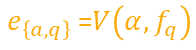 e_{a,q} =V(α, f_q)